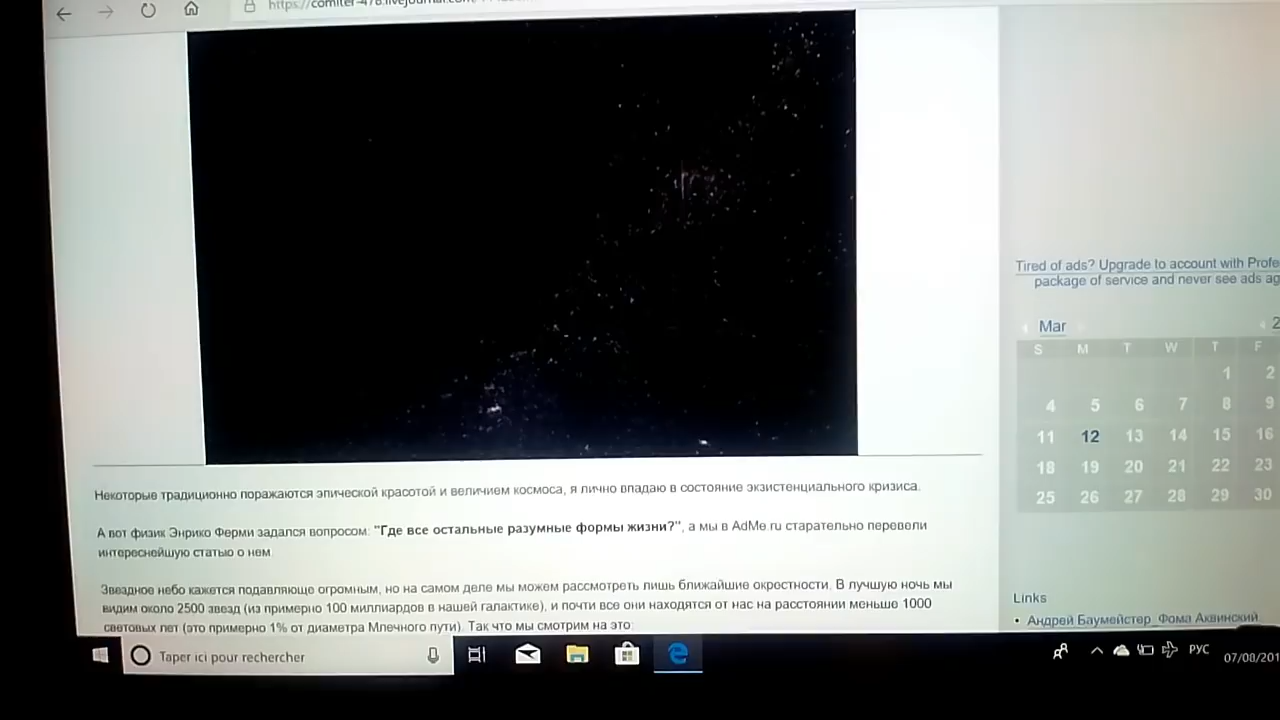 Некоторые традиционно поражаются эпической красотой и величием космоса, я лично впадаю в состояние экзистенциального кризиса.
А вот физик Энрико Ферми задался вопросом: "Где все остальные разумные формы жизни?", а мы в AdMe.ru старательно перевели
интереснейшую статью о нем.
Звездное небо кажется подавляюще огромным, но на самом деле мы можем рассмотреть лишь ближайшие окрестности. В лучшую ночь мы
видим около 2500 звезд (из примерно 100 миллиардов в нашей галактике), и почти все они находятся от нас на расстоянии меньше 1000
световых лет (это примерно 1% от диаметра Млечного пути). Так что мы смотрим на это:
Tired of ads? Upgrade to account with
package of service and never see ads
Mar
S M T W T F
1 2
4 5 6 7 8 9
11 12 13 14 15 16
18 19 20 21 22 23
25 26 27 28 29 30
Links
Андрей Баумейстер_Фома Аквинский
Taper ici pour rechercher
РУС
07/08/201